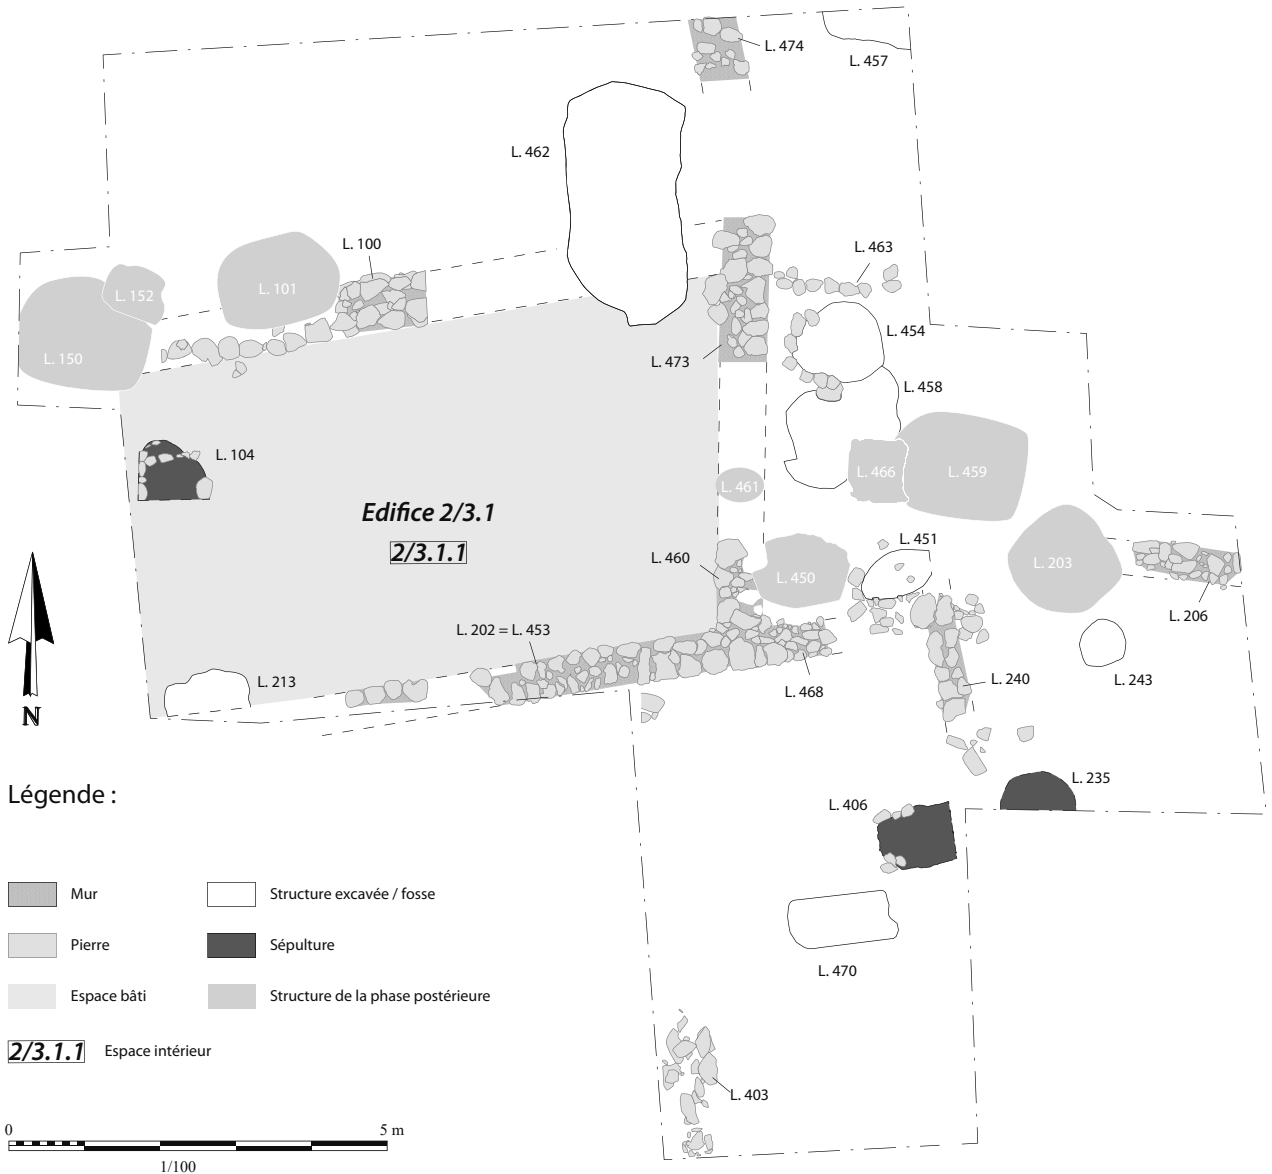 L. 474
L. 457
L. 462
L. 100
L. 463
L. 152
L. 101
L. 454
L. 150
L. 473
L. 458
L. 104
L. 466
L. 459
L. 461
Edifice 2/3.1
2/3.1.1
L. 451
L. 460
L. 450
L. 203
L. 206
L. 202 = L. 453
L. 213
L. 240
L. 243
L. 468
N
L. 235
L. 406
L. 470
L. 403
Légende :
Mur
Structure excavée / fosse
Pierre
Sépulture
Espace bâti
Structure de la phase postérieure
2/3.1.1
Espace intérieur
0
5 m
1/100